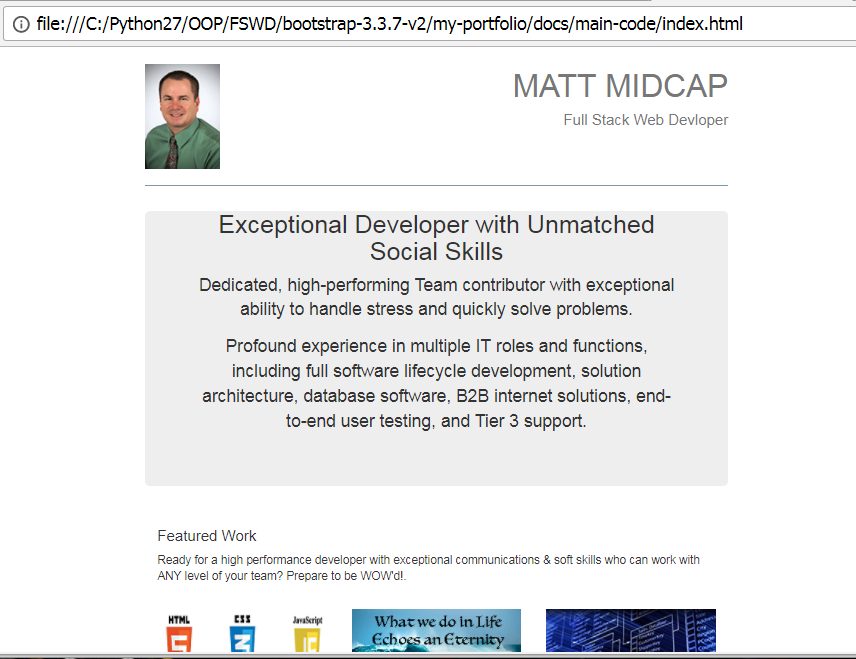 file:///C:/Python27/OOP/FSWD/bootstrap-3.3.7-v2/my-portfolio/docs/main-code/index.html
MATT MIDCAP
Full Stack Web Devloper
Exceptional Developer with Unmatched
Social Skills
Dedicated, high-performing Team contributor with exceptional
ability to handle stress and quickly solve problems.
Profound experience in multiple IT roles and functions,
including full software lifecycle development, solution
architecture, database software, B2B internet solutions, end-
to-end user testing, and Tier 3 support.
Featured Work
Ready for a high performance developer with exceptional communications & soft skills who can work with
ANY level of your team? Prepare to be WOW'd!.
HTML CSS JavaScript
What we do in Life
Echoes an Eternity